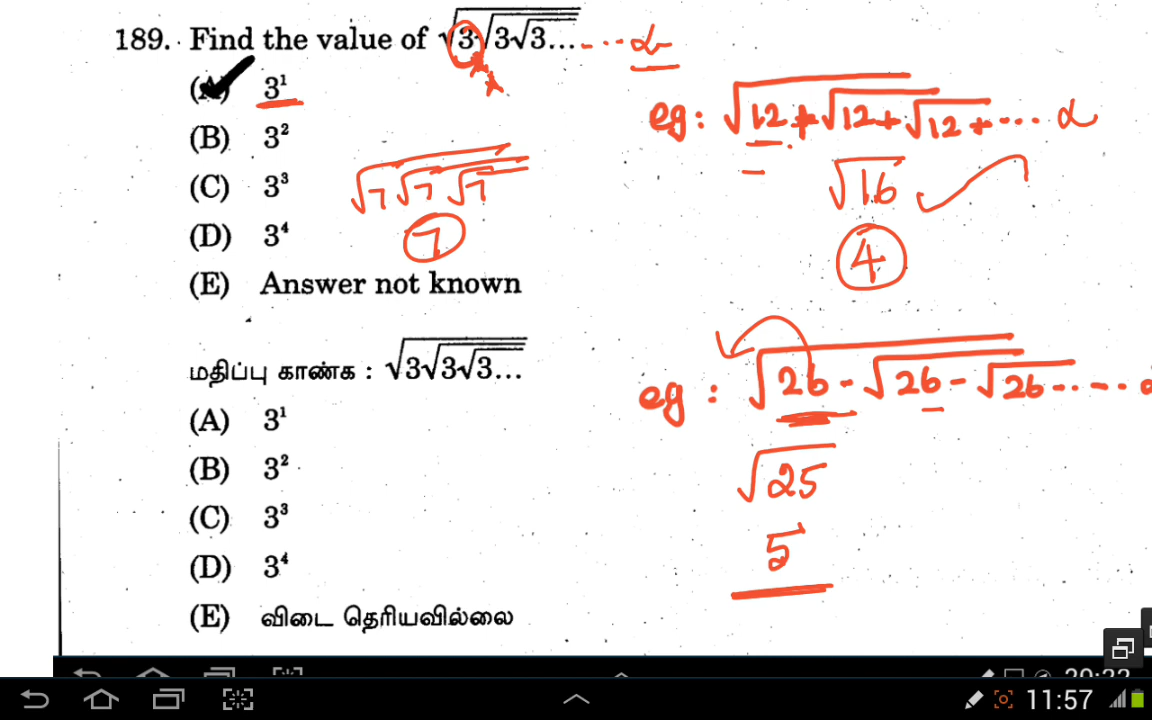 189. Find the value of √3√3√3... ... α
(A) 3¹
(B) 3²
(C) 3³
(D) 3⁴
(E) Answer not known
√7√7√7
7
eg: √12+√12+√12+... α
√16
4
மதிப்பு காண்க : √3√3√3...
(A) 3¹
(B) 3²
(C) 3³
(D) 3⁴
(E) விடை தெரியவில்லை
eg: √26-√26-√26......
√25
5
11:57